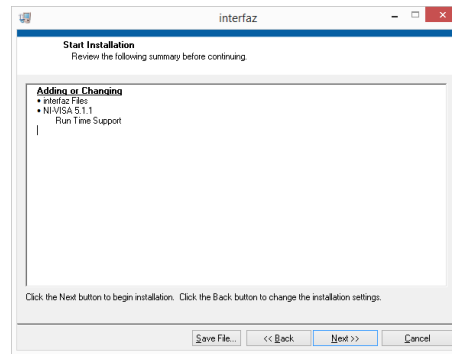 interfaz
Start Installation
Review the following summary before continuing.
Adding or Changing
• interfaz Files
• NI-VISA 5.1.1
Run Time Support
Click the Next button to begin installation. Click the Back button to change the installation settings.
Save File... << Back Next >> Cancel